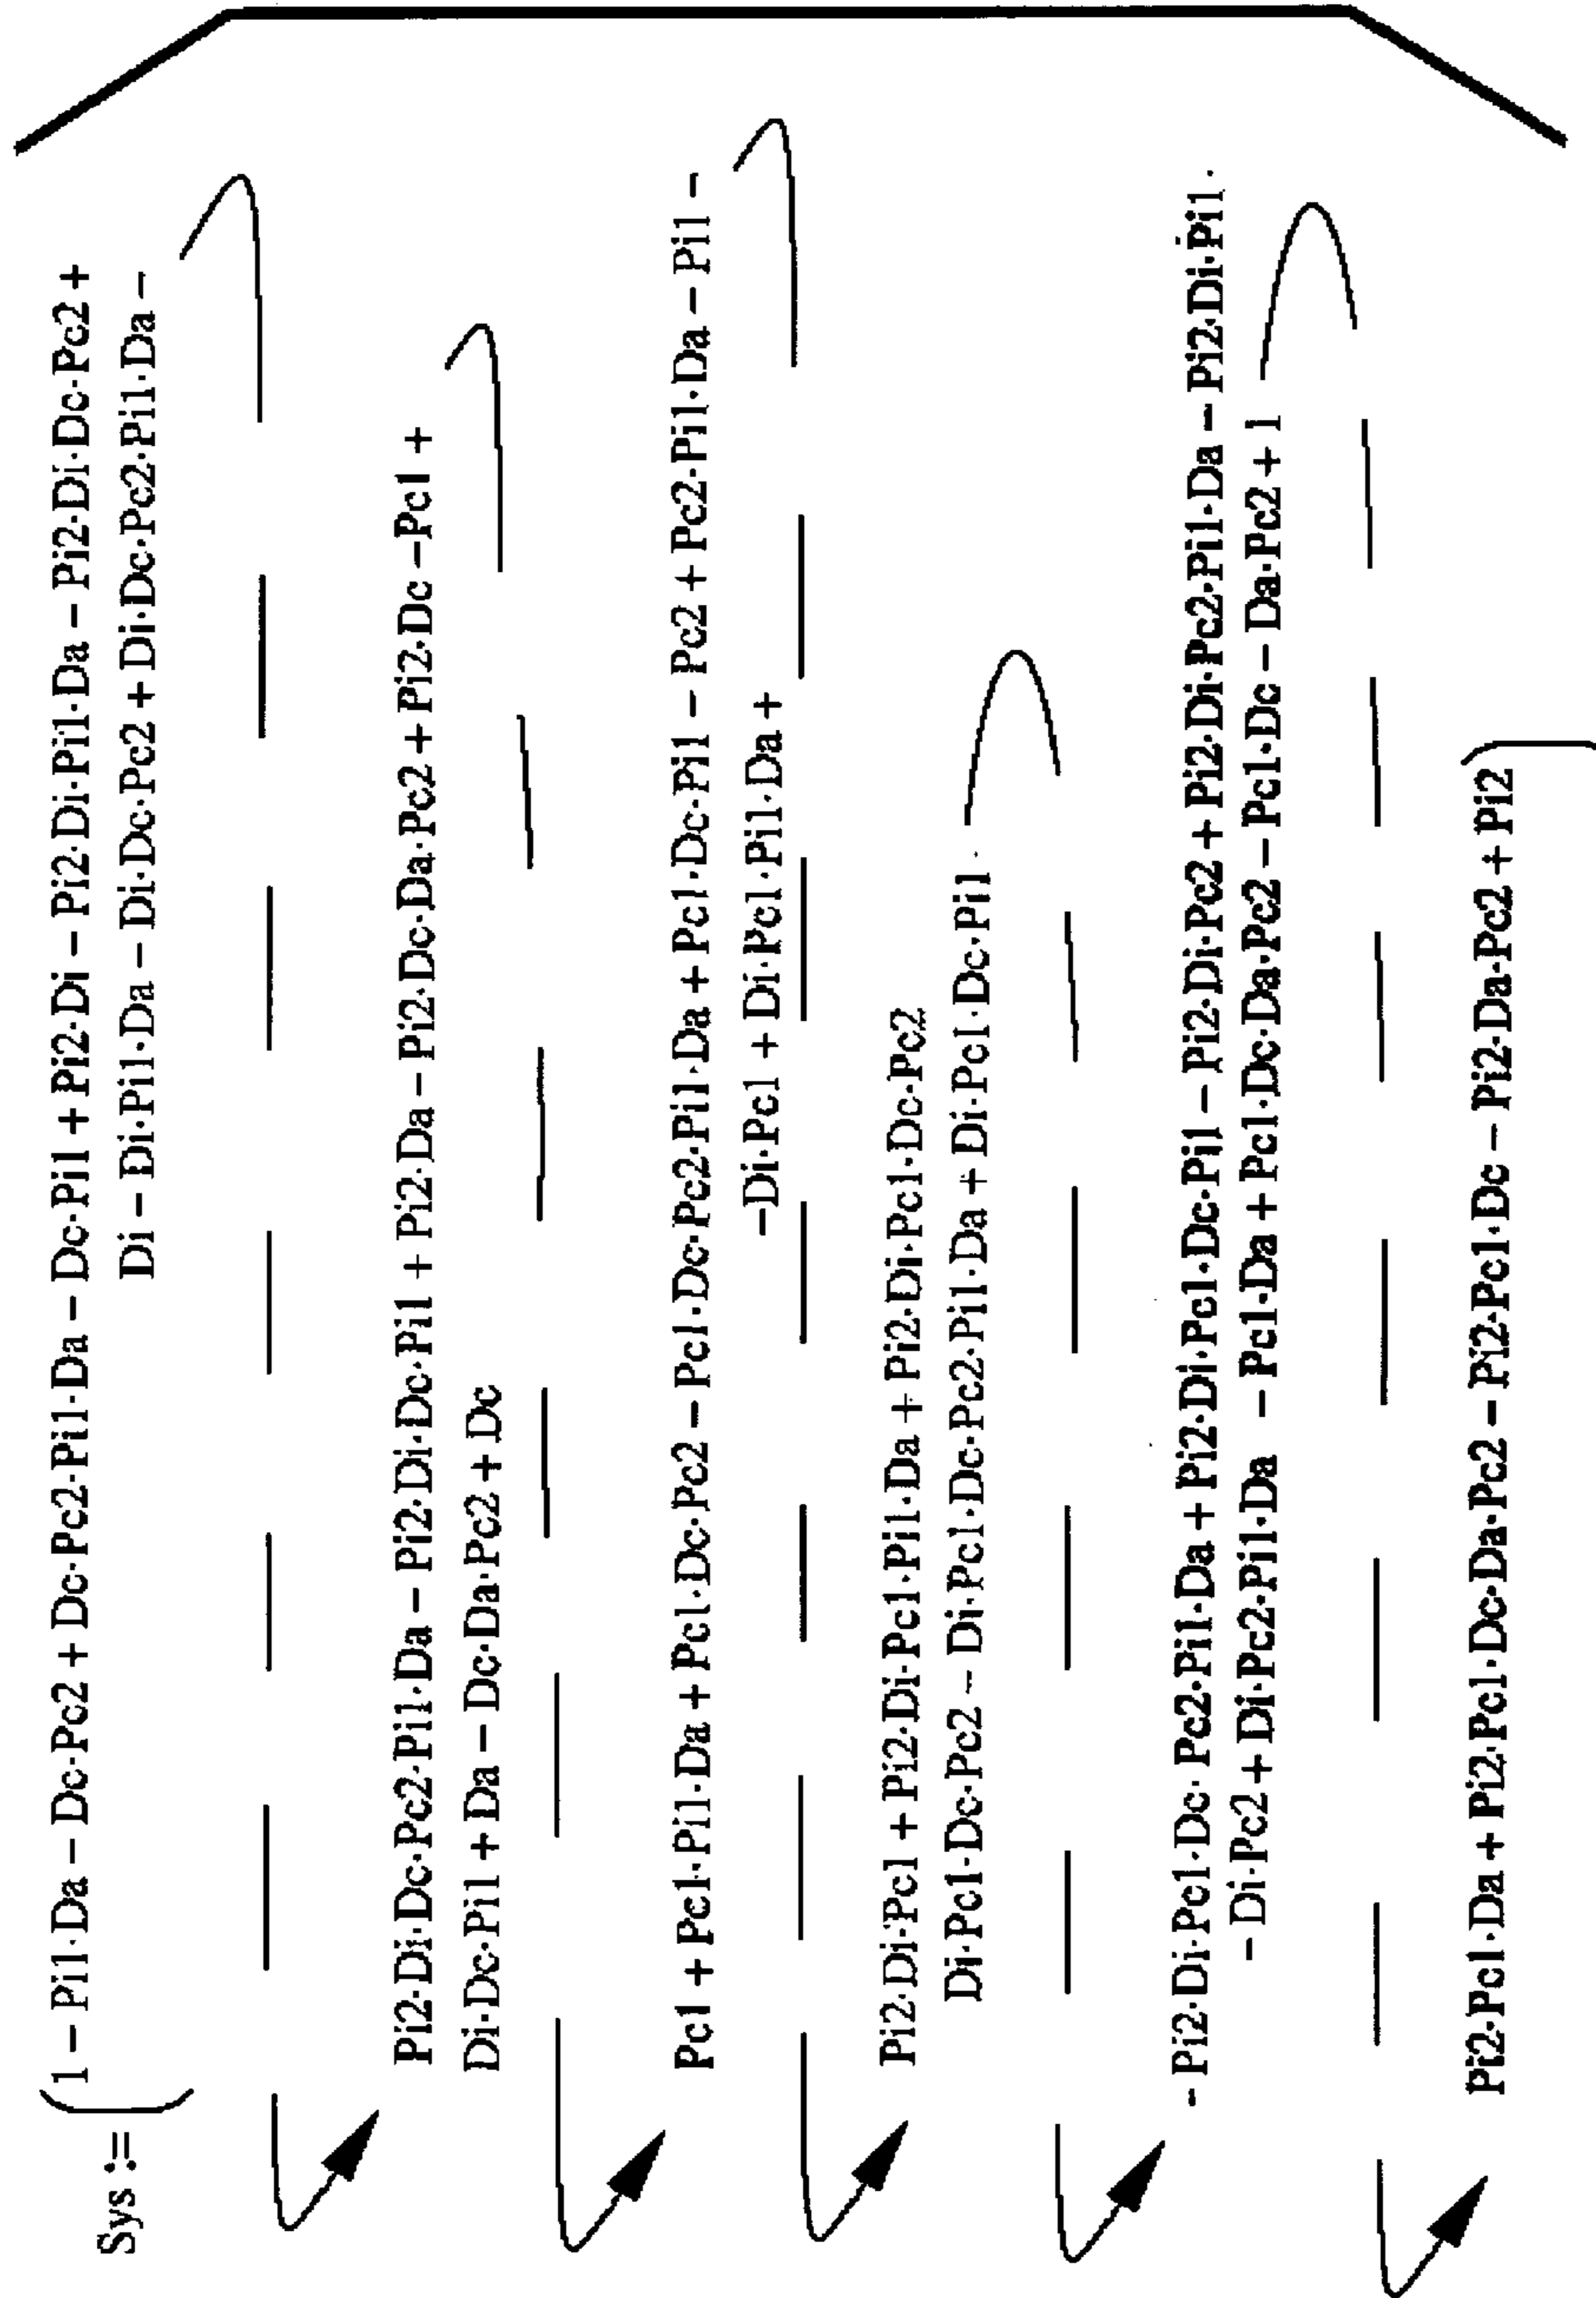 Sys := ( 1 – Pi1·Da – Dc·Pc2 + Dc·Pc2·Pi1·Da – Dc·Pi1 + Pi2·Di – Pi2·Di·Pi1·Da – Pi2·Di·Dc·Pc2 +
Di – Di·Pi1·Da – Di·Dc·Pc2 + Di·Dc·Pc2·Pi1·Da –
Pi2·Di·Dc·Pc2·Pi1·Da – Pi2·Di·Dc·Pi1 + Pi2·Da – Pi2·Dc·Da·Pc2 + Pi2·Dc –Pc1 +
Di·Dc·Pi1 + Da – Dc·Da·Pc2 + Dc
Pc1 + Pc1·Pi1·Da + Pc1·Dc·Pc2 – Pc1·Dc·Pc2·Pi1·Da + Pc1·Dc·Pi1 – Pc2 + Pc2·Pi1·Da – Pi1 –
–Di·Pc1 + Di·Pc1·Pi1·Da +
Pi2·Di·Pc1 + Pi2·Di·Pc1·Pi1·Da + Pi2·Di·Pc1·Dc·Pc2
Di·Pc1·Dc·Pc2 – Di·Pc1·Dc·Pc2·Pi1·Da + Di·Pc1·Dc·Pi1 ·
- Pi2·Di·Pc1·Dc·Pc2·Pi1·Da + Pi2·Di·Pc1·Dc·Pi1 – Pi2·Di·Pc2 + Pi2·Di·Pc2·Pi1·Da – Pi2·Di·Pi1 ·
– Di·Pc2 + Di·Pc2·Pi1·Da – Pc1·Da + Pc1·Dc·Da·Pc2 – Pc1·Dc – Da·Pc2 + 1
Pi2·Pc1·Da + Pi2·Pc1·Dc·Da·Pc2 – Pi2·Pc1·Dc – Pi2·Da·Pc2 + Pi2 )